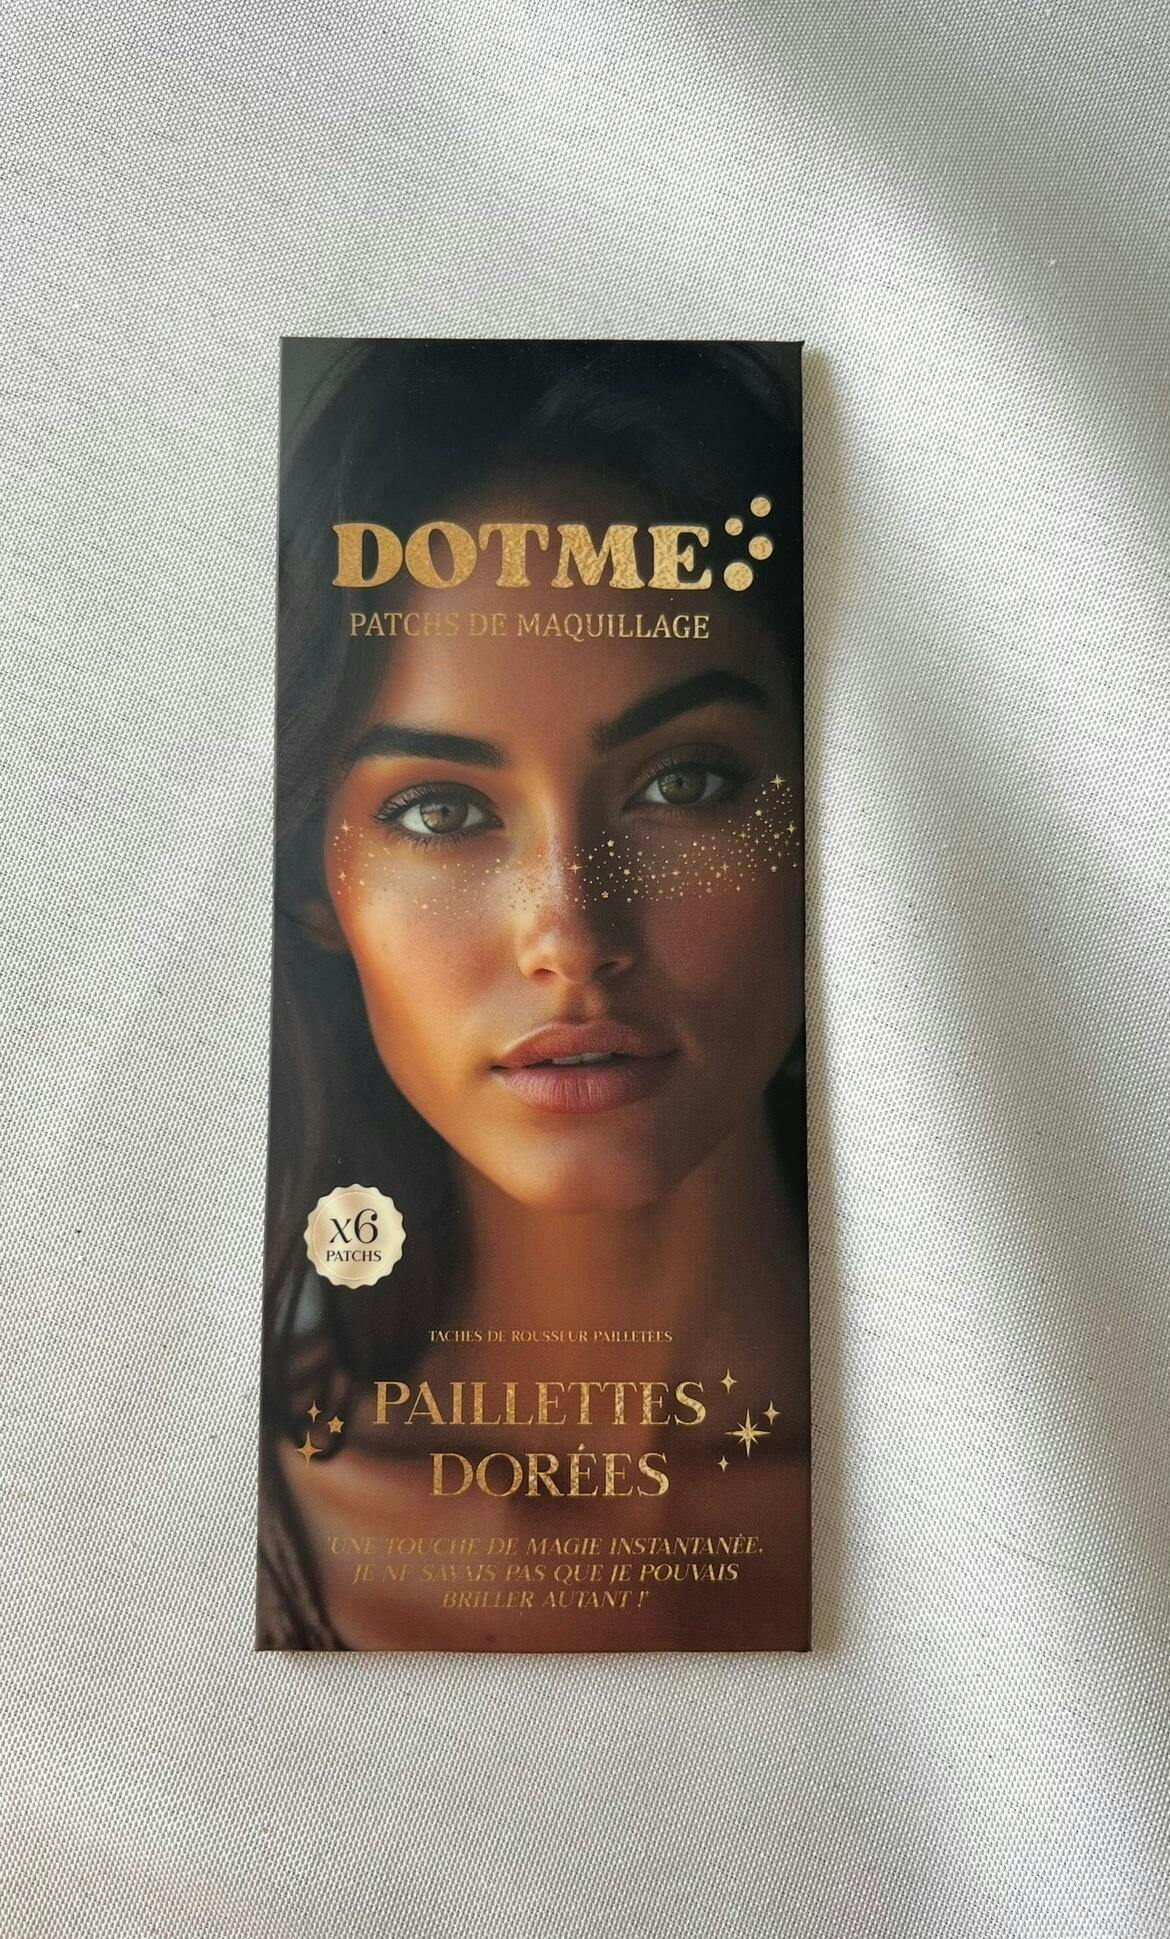 DOTME
PATCHS DE MAQUILLAGE
x6
PATCHS
TACHES DE ROUSSEUR PAILLETÉES
PAILLETTES
DORÉES
"UNE TOUCHE DE MAGIE INSTANTANÉE.
JE NE SAVAIS PAS QUE JE POUVAIS
BRILLER AUTANT !"